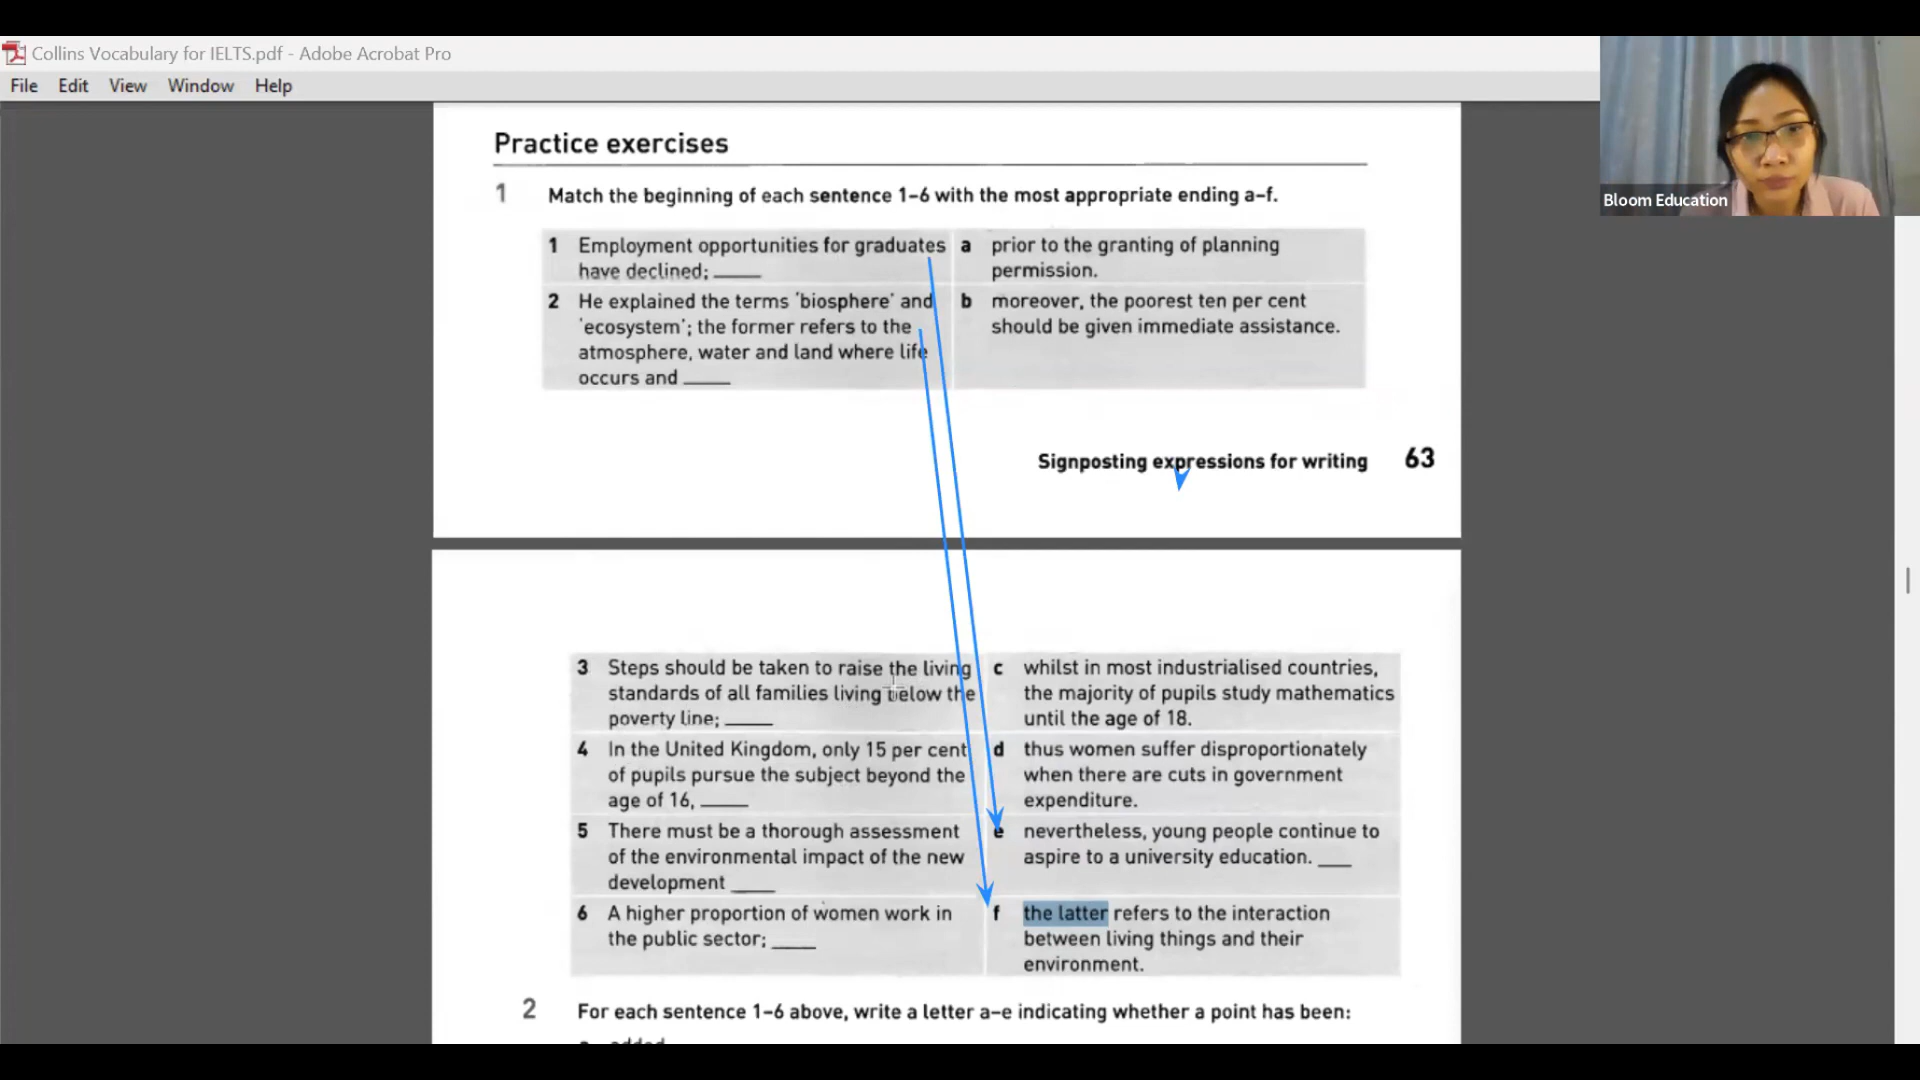 Collins Vocabulary for IELTS.pdf - Adobe Acrobat Pro
File Edit View Window Help
Bloom Education
Practice exercises
1 Match the beginning of each sentence 1–6 with the most appropriate ending a–f.
1 Employment opportunities for graduates
have declined; ____
a prior to the granting of planning
permission.
2 He explained the terms 'biosphere' and
'ecosystem'; the former refers to the
atmosphere, water and land where life
occurs and ____
b moreover, the poorest ten per cent
should be given immediate assistance.
Signposting expressions for writing 63
3 Steps should be taken to raise the living
standards of all families living below the
poverty line; ____
c whilst in most industrialised countries,
the majority of pupils study mathematics
until the age of 18.
4 In the United Kingdom, only 15 per cent
of pupils pursue the subject beyond the
age of 16, ____
d thus women suffer disproportionately
when there are cuts in government
expenditure.
5 There must be a thorough assessment
of the environmental impact of the new
development ____
e nevertheless, young people continue to
aspire to a university education. ___
6 A higher proportion of women work in
the public sector; ____
f the latter refers to the interaction
between living things and their
environment.
2 For each sentence 1–6 above, write a letter a–e indicating whether a point has been:
a added